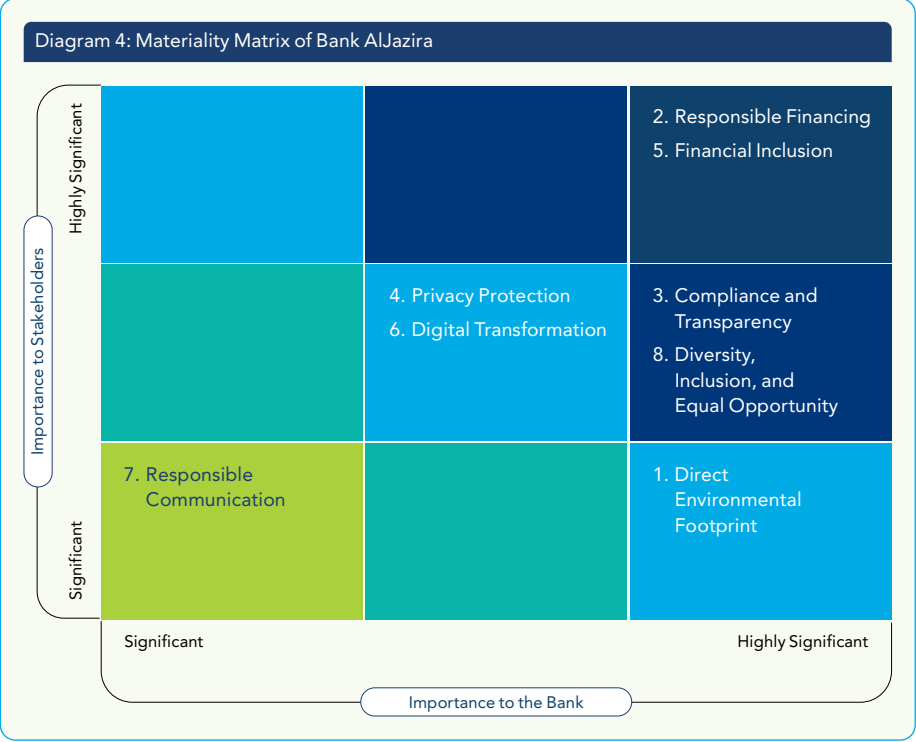 Diagram 4: Materiality Matrix of Bank AlJazira
Importance to Stakeholders
Highly Significant
Significant
2. Responsible Financing
5. Financial Inclusion
4. Privacy Protection
6. Digital Transformation
3. Compliance and
Transparency
8. Diversity,
Inclusion, and
Equal Opportunity
7. Responsible
Communication
1. Direct
Environmental
Footprint
Significant
Highly Significant
Importance to the Bank